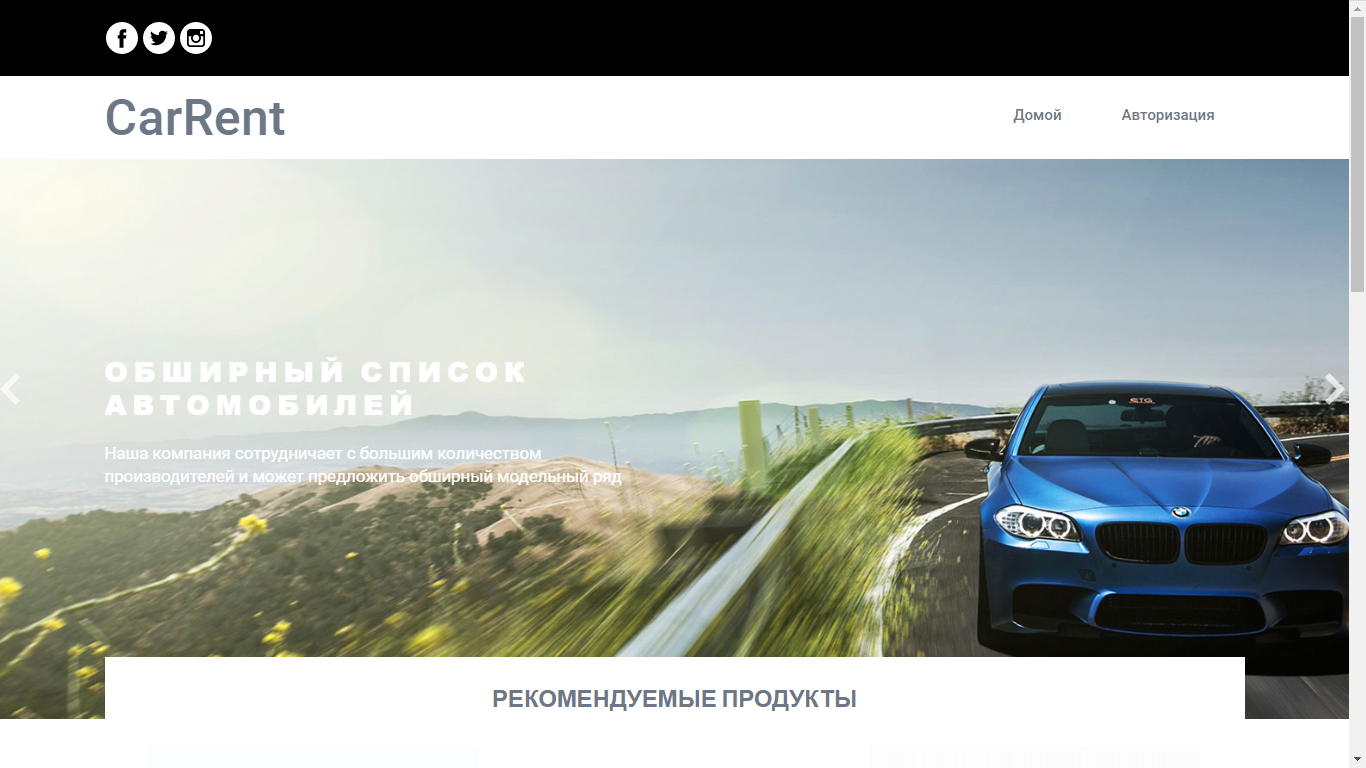 CarRent
Домой
Авторизация
ОБШИРНЫЙ СПИСОК
АВТОМОБИЛЕЙ
Наша компания сотрудничает с большим количеством
производителей и может предложить обширный модельный ряд
ETG
РЕКОМЕНДУЕМЫЕ ПРОДУКТЫ